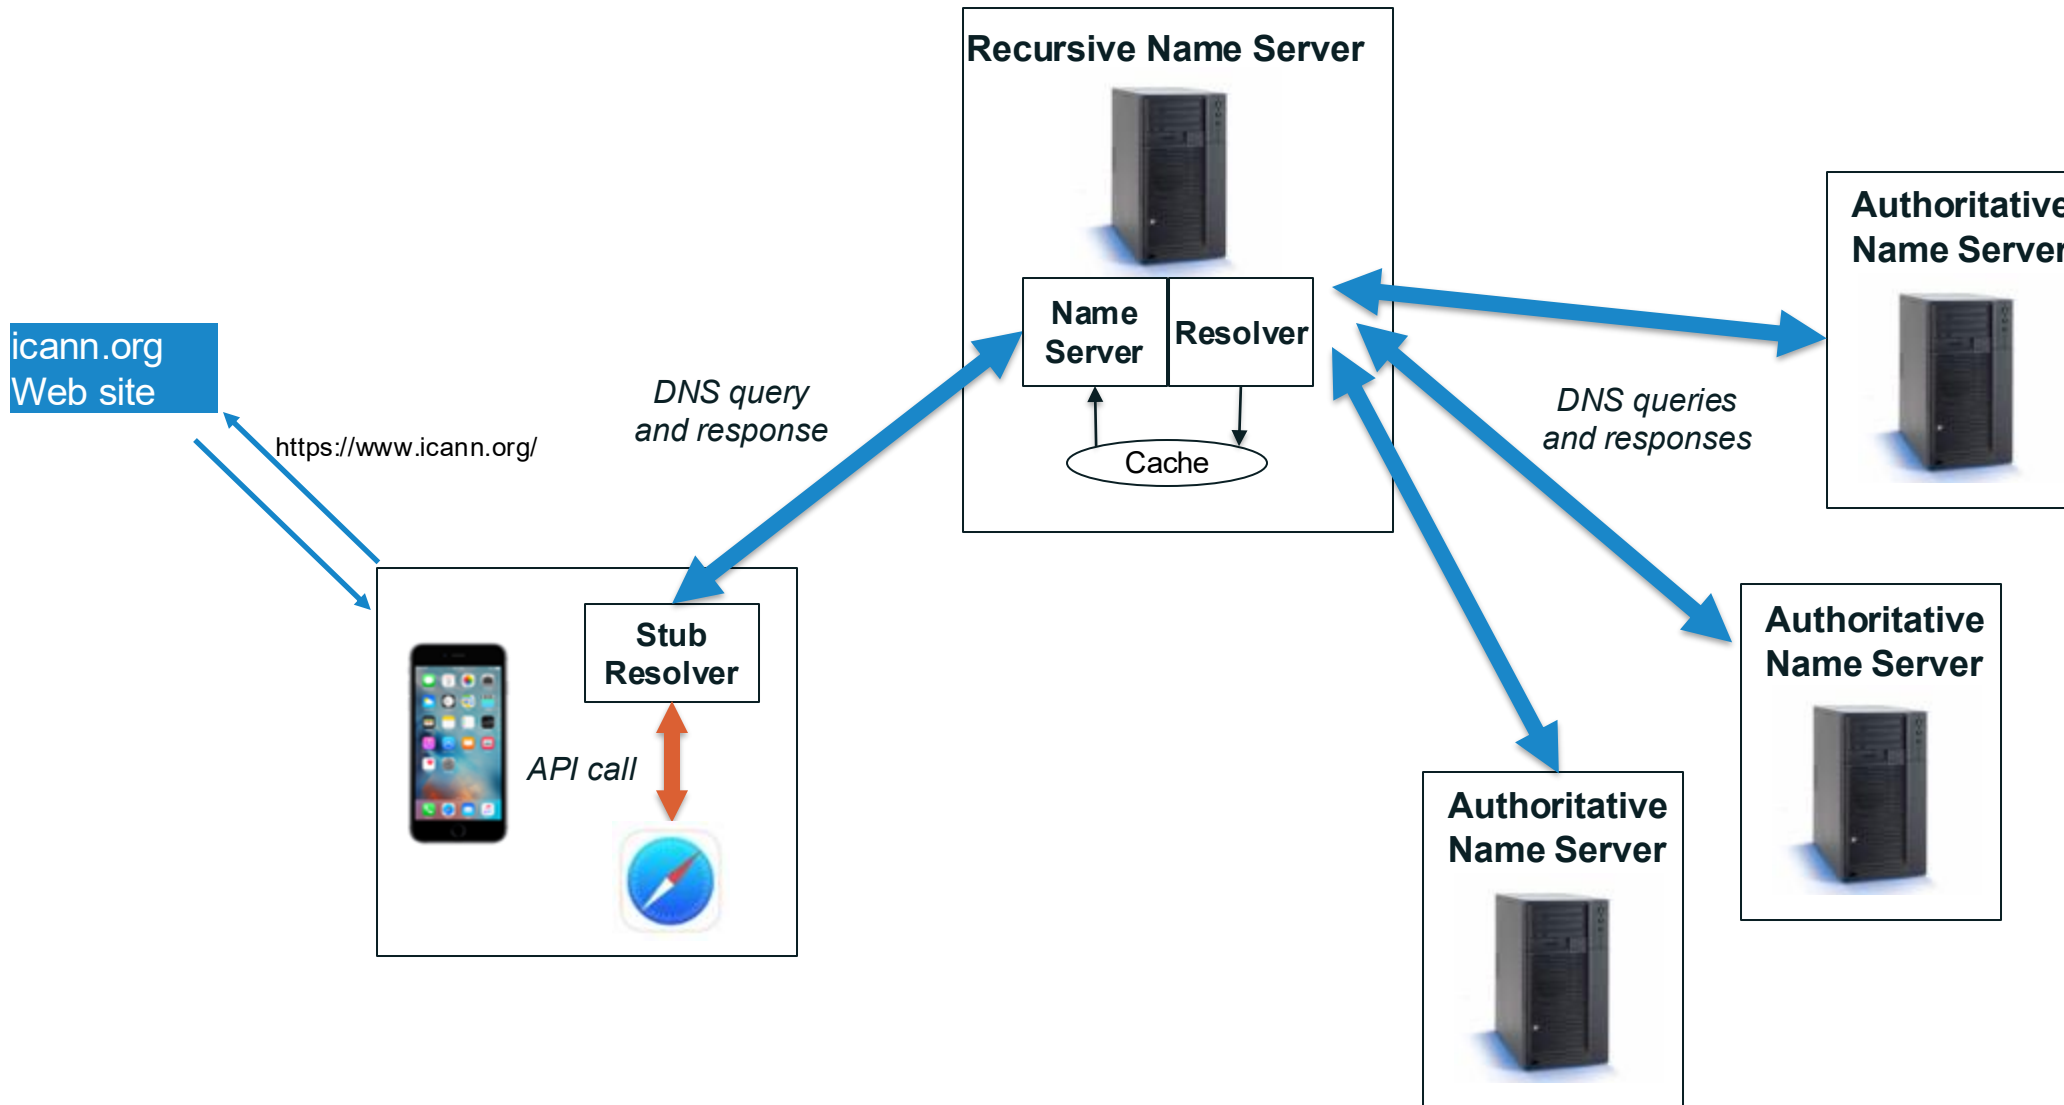 Recursive Name Server
Name
Server
Resolver
Cache
Authoritative
Name Server
icann.org
Web site
https://www.icann.org/
DNS query
and response
DNS queries
and responses
Stub
Resolver
API call
Authoritative
Name Server
Authoritative
Name Server